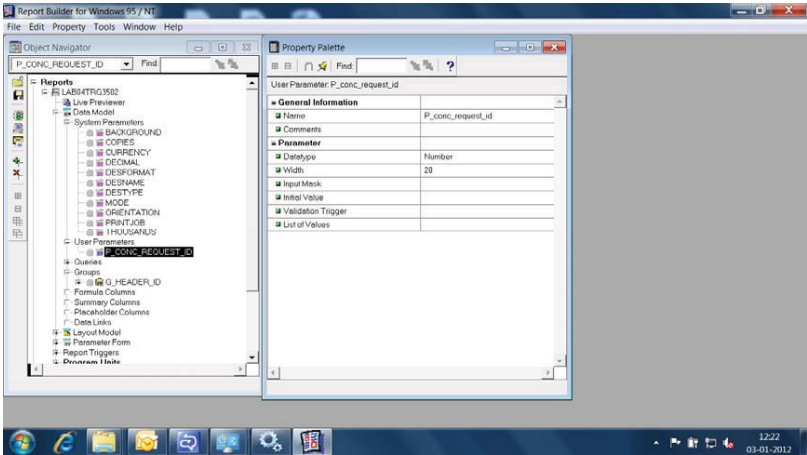 Report Builder for Windows 95 / NT
File Edit Property Tools Window Help
Object Navigator
P_CONC_REQUEST_ID Find:
Reports
LAB04TRG3502
Live Previewer
Data Model
System Parameters
BACKGROUND
COPIES
CURRENCY
DECIMAL
DESFORMAT
DESNAME
DESTYPE
MODE
ORIENTATION
PRINTJOB
THOUSANDS
User Parameters
P_CONC_REQUEST_ID
Queries
Groups
G_HEADER_ID
Formula Columns
Summary Columns
Placeholder Columns
Data Links
Layout Model
Parameter Form
Report Triggers
Program Units
Property Palette
Find:
User Parameter: P_conc_request_id
General Information
Name P_conc_request_id
Comments
Parameter
Datatype Number
Width 20
Input Mask
Initial Value
Validation Trigger
List of Values
12:22
03-01-2012